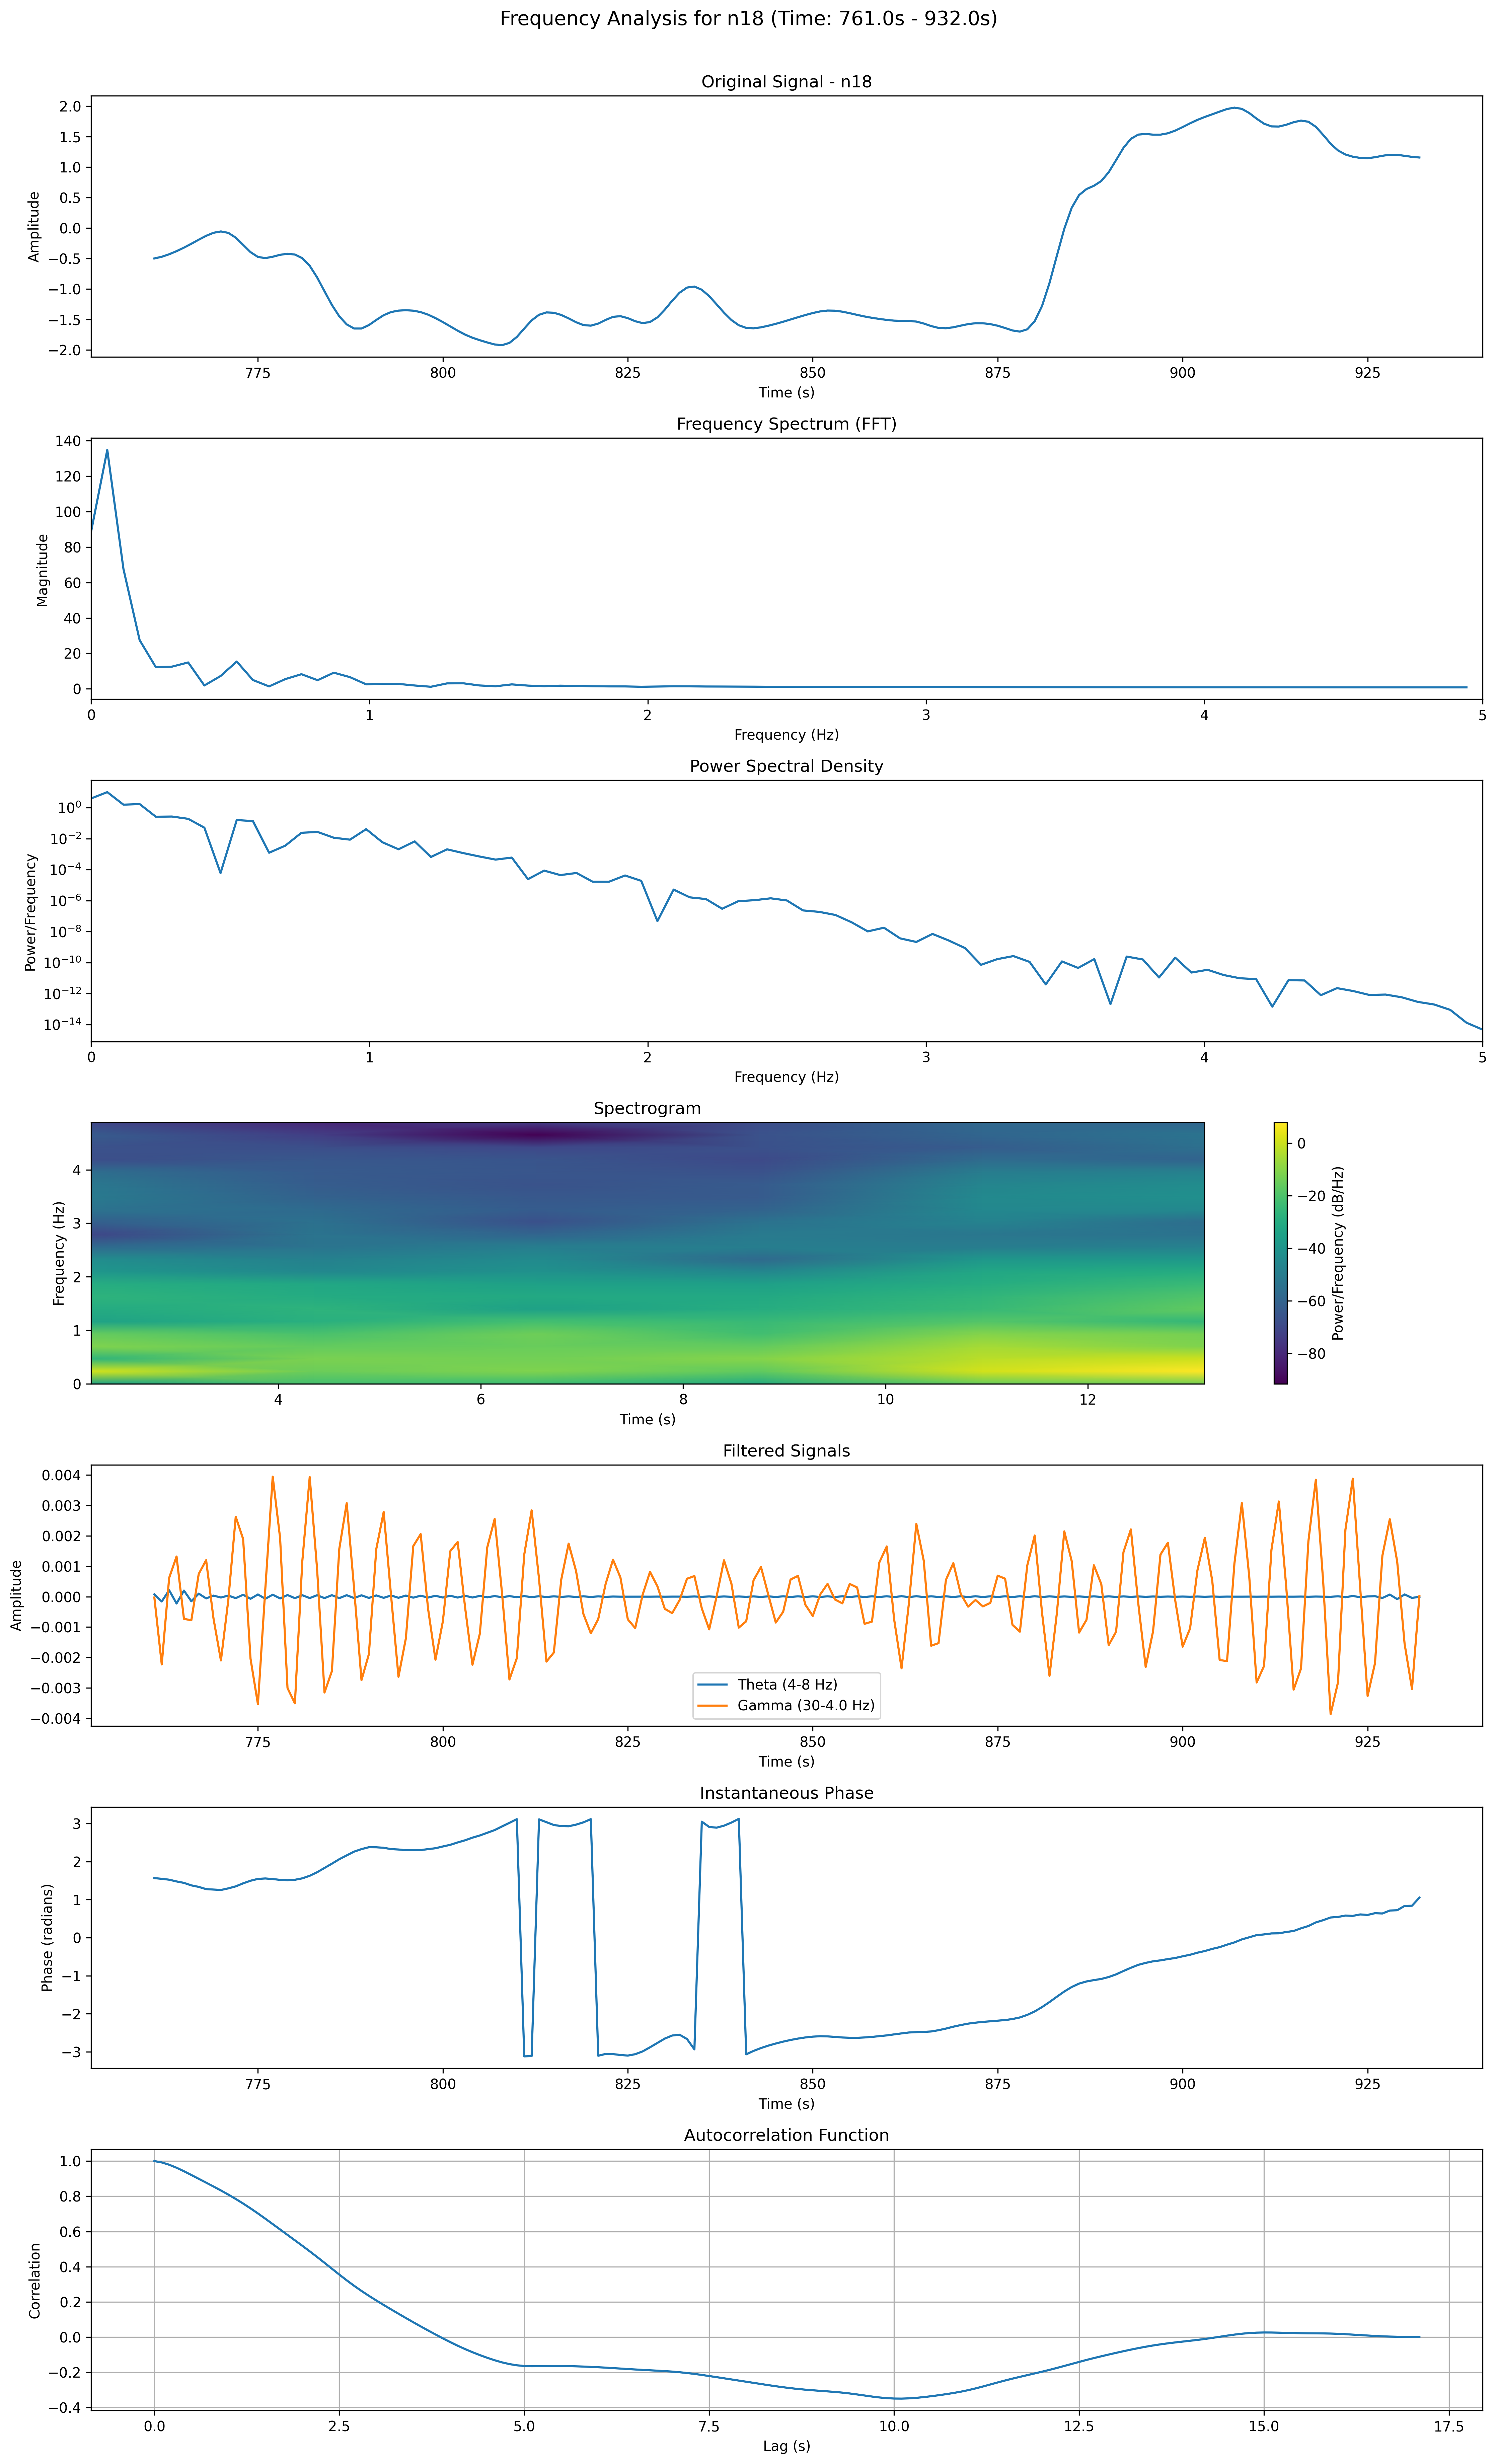 Frequency Analysis for n18 (Time: 761.0s - 932.0s)
Original Signal - n18
2.0
1.5
1.0
0.5
0.0
−0.5
−1.0
−1.5
−2.0
Amplitude
775 800 825 850 875 900 925
Time (s)
Frequency Spectrum (FFT)
140
120
100
80
60
40
20
0
Magnitude
0 1 2 3 4 5
Frequency (Hz)
Power Spectral Density
10⁰
10⁻²
10⁻⁴
10⁻⁶
10⁻⁸
10⁻¹⁰
10⁻¹²
10⁻¹⁴
Power/Frequency
0 1 2 3 4 5
Frequency (Hz)
Spectrogram
4
3
2
1
0
Frequency (Hz)
4 6 8 10 12
Time (s)
0
−20
−40
−60
−80
Power/Frequency (dB/Hz)
Filtered Signals
0.004
0.003
0.002
0.001
0.000
−0.001
−0.002
−0.003
−0.004
Amplitude
Theta (4-8 Hz)
Gamma (30-4.0 Hz)
775 800 825 850 875 900 925
Time (s)
Instantaneous Phase
3
2
1
0
−1
−2
−3
Phase (radians)
775 800 825 850 875 900 925
Time (s)
Autocorrelation Function
1.0
0.8
0.6
0.4
0.2
0.0
−0.2
−0.4
Correlation
0.0 2.5 5.0 7.5 10.0 12.5 15.0 17.5
Lag (s)